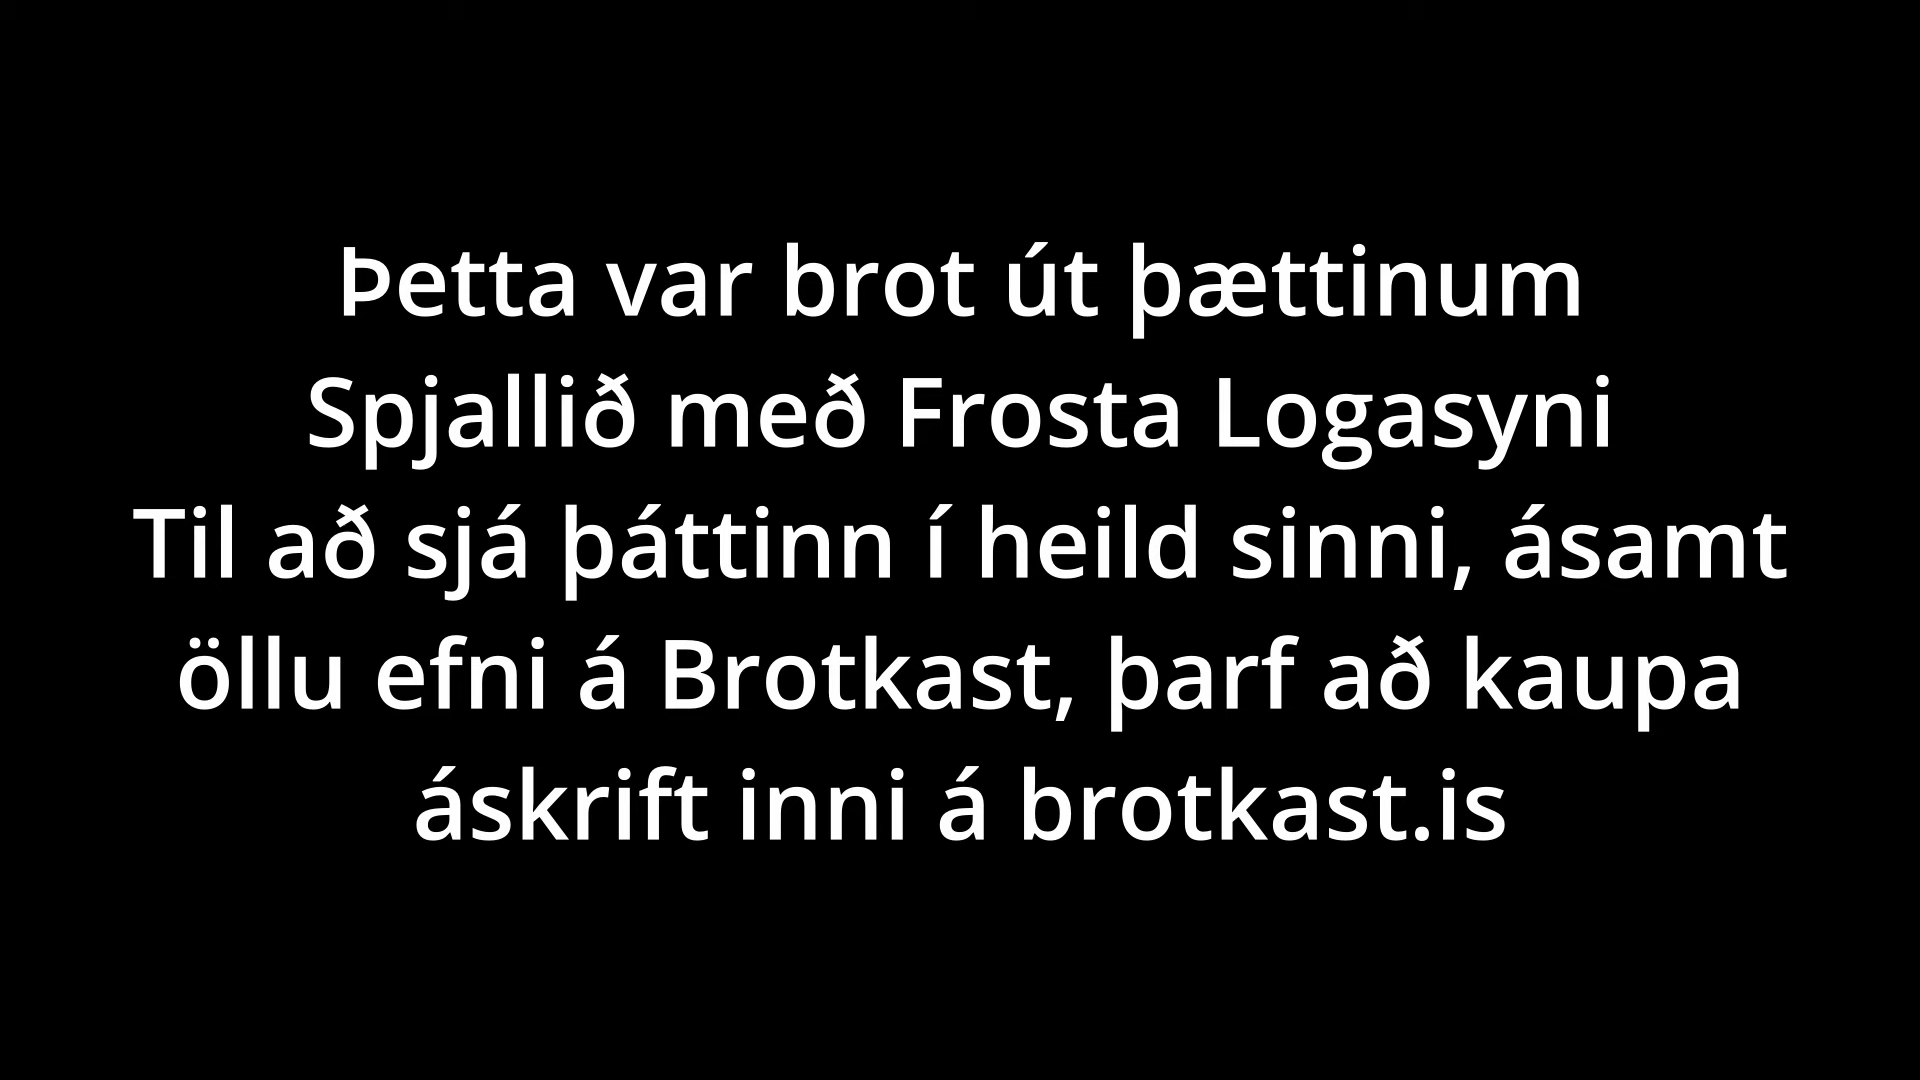 Þetta var brot út þættinum
Spjallið með Frosta Logasyni
Til að sjá þáttinn í heild sinni, ásamt
öllu efni á Brotkast, þarf að kaupa
áskrift inni á brotkast.is